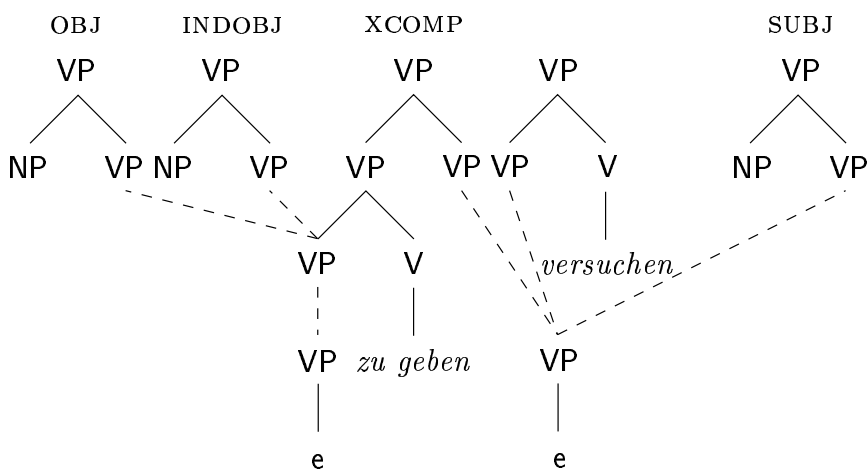 OBJ INDOBJ XCOMP SUBJ
VP VP VP VP VP
NP VP NP VP VP VP VP V NP VP
VP V versuchen
VP zu geben VP
e e